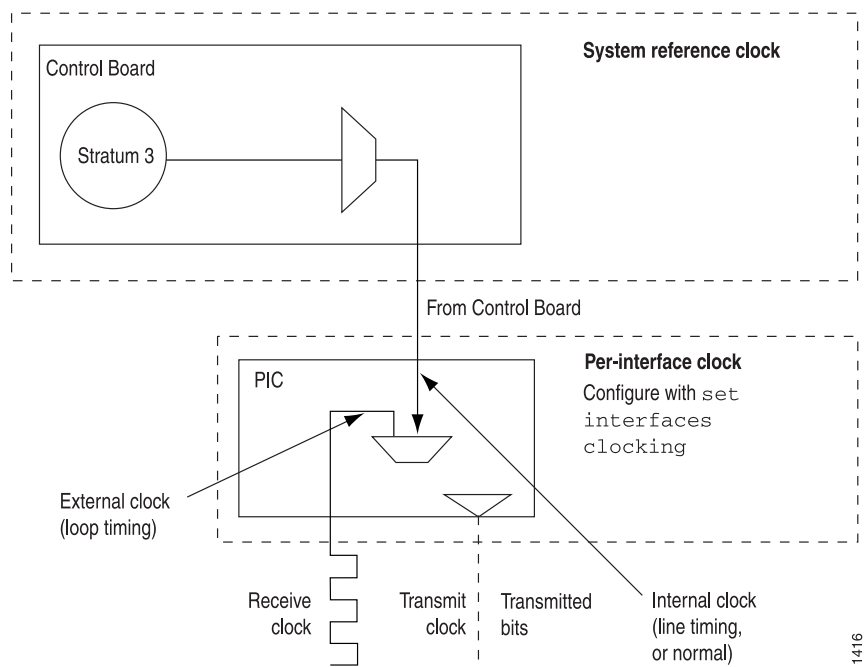 System reference clock
Control Board
Stratum 3
From Control Board
Per-interface clock
Configure with set
interfaces
clocking
PIC
External clock
(loop timing)
Receive
clock
Transmit
clock
Transmitted
bits
Internal clock
(line timing,
or normal)
1416